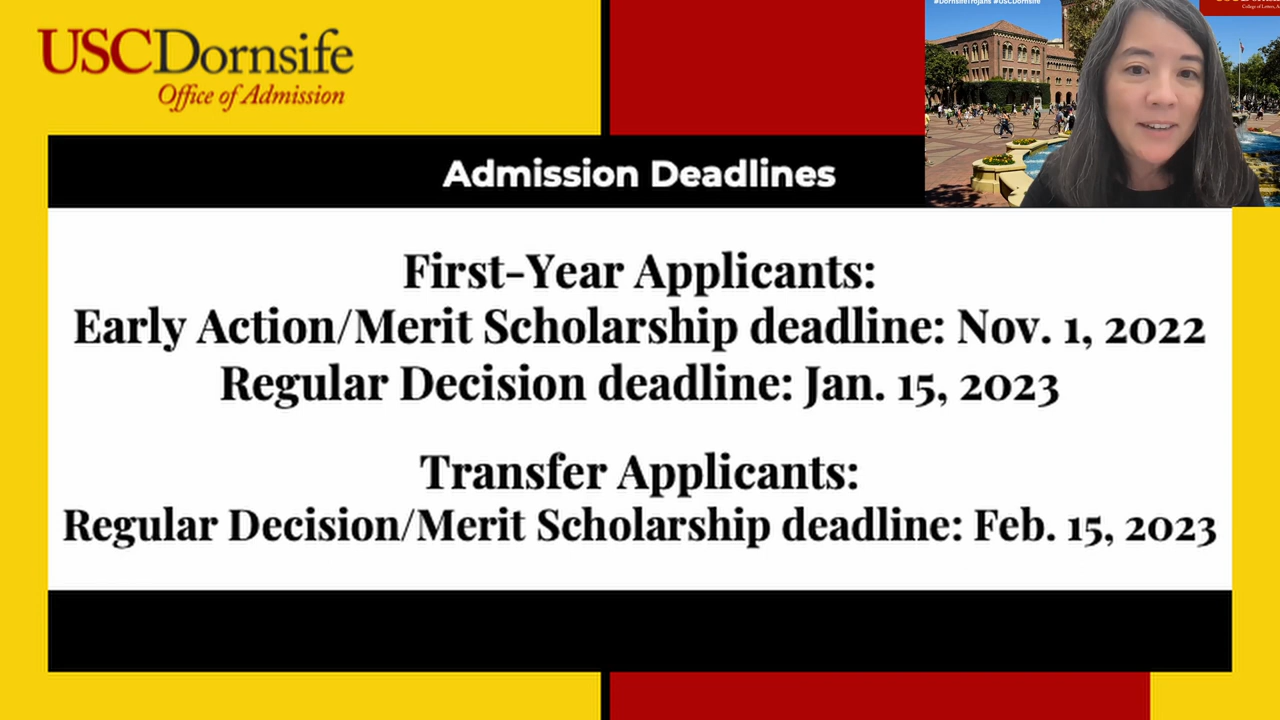 USCDornsife
Office of Admission
#DornsifeTrojans #USCDornsife
Admission Deadlines
First-Year Applicants:
Early Action/Merit Scholarship deadline: Nov. 1, 2022
Regular Decision deadline: Jan. 15, 2023
Transfer Applicants:
Regular Decision/Merit Scholarship deadline: Feb. 15, 2023